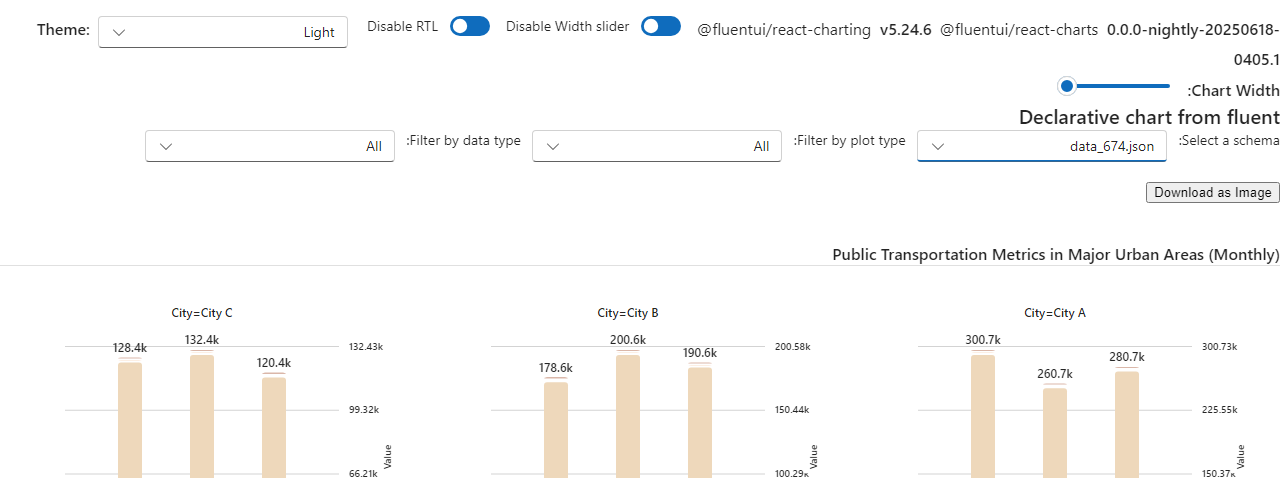 Theme: Light Disable RTL Disable Width slider @fluentui/react-charting v5.24.6 @fluentui/react-charts 0.0.0-nightly-20250618-
0405.1
:Chart Width
Declarative chart from fluent
:Select a schema data_674.json :Filter by plot type All :Filter by data type All
Download as Image
Public Transportation Metrics in Major Urban Areas (Monthly)
City=City C
128.4k 132.4k 120.4k
132.43k
99.32k
66.21k
Value
City=City B
178.6k 200.6k 190.6k
200.58k
150.44k
100.29k
Value
City=City A
300.7k 260.7k 280.7k
300.73k
225.55k
150.37k
Value